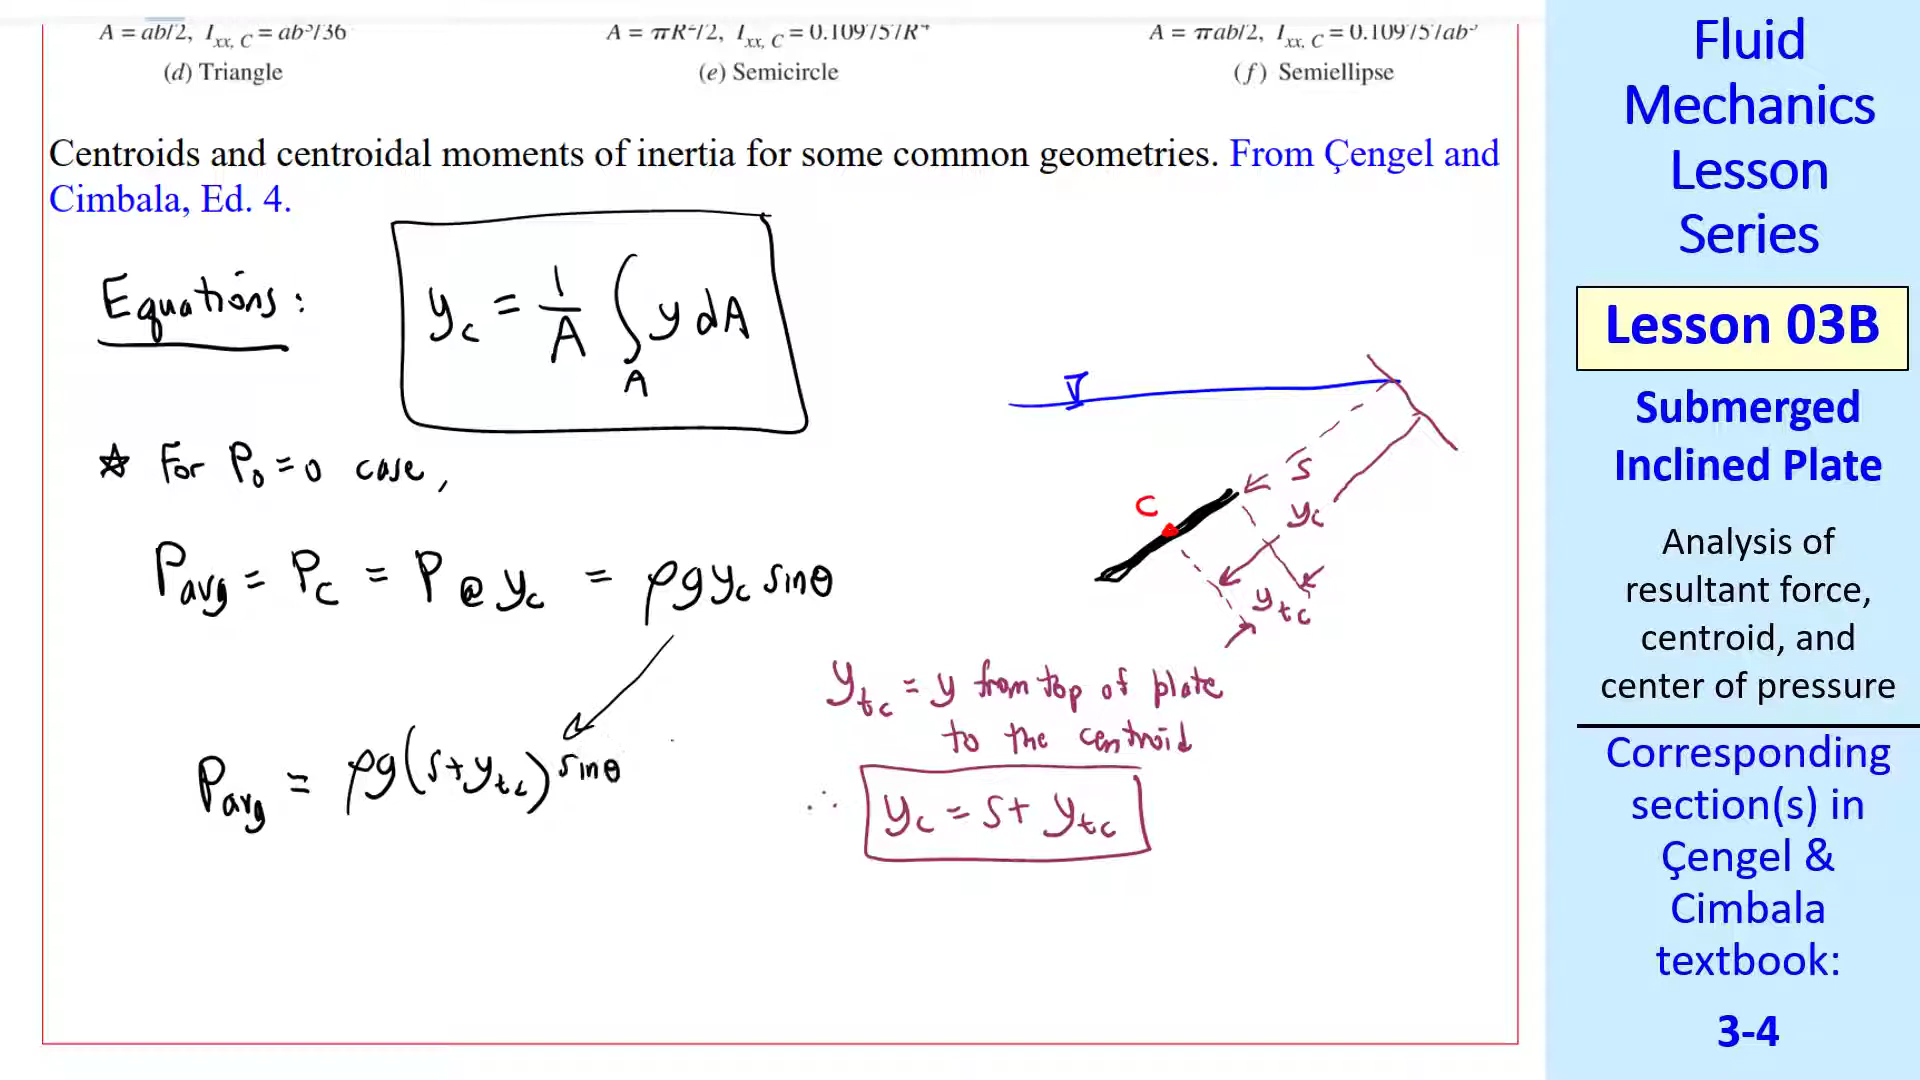 A = ab/2, I_xx, C = ab³/36
A = πR²/2, I_xx, C = 0.109757R⁴
A = πab/2, I_xx, C = 0.109757ab³
(d) Triangle
(e) Semicircle
(f) Semiellipse
Centroids and centroidal moments of inertia for some common geometries. From Çengel and
Cimbala, Ed. 4.
Equations:
y_c = 1/A ∫_A y dA
☆ For P₀ = 0 case,
P_avg = P_c = P @ y_c = ρg y_c sinθ
P_avg = ρg(s + y_tc) sinθ
s
C
y_c
y_tc
y_tc = y from top of plate
to the centroid
∴ y_c = s + y_tc
Fluid
Mechanics
Lesson
Series
Lesson 03B
Submerged
Inclined Plate
Analysis of
resultant force,
centroid, and
center of pressure
Corresponding
section(s) in
Çengel &
Cimbala
textbook:
3-4